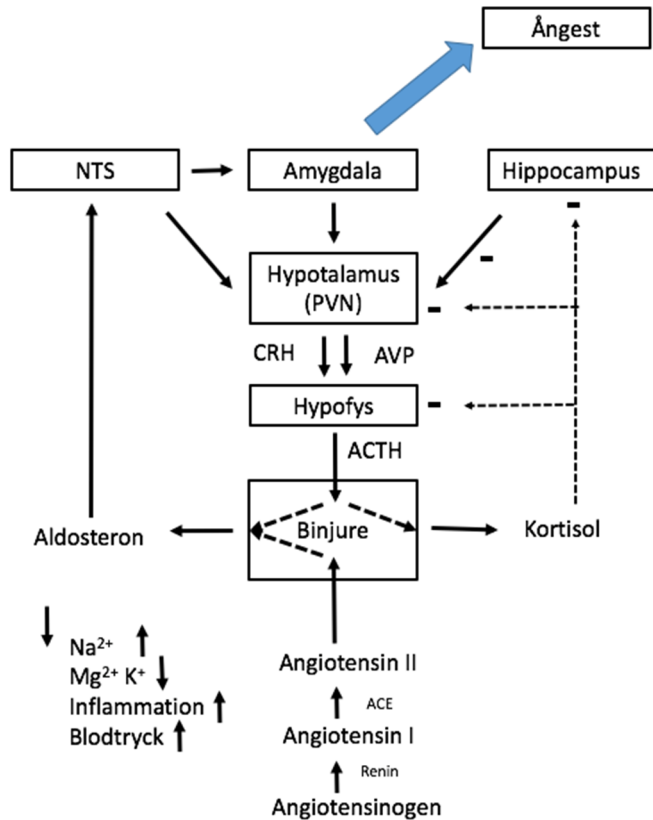 Ångest
NTS
Amygdala
Hippocampus
-
-
Hypotalamus
(PVN)
-
CRH
AVP
Hypofys
-
ACTH
Aldosteron
Binjure
Kortisol
Na²⁺
Mg²⁺ K⁺
Inflammation
Blodtryck
Angiotensin II
ACE
Angiotensin I
Renin
Angiotensinogen